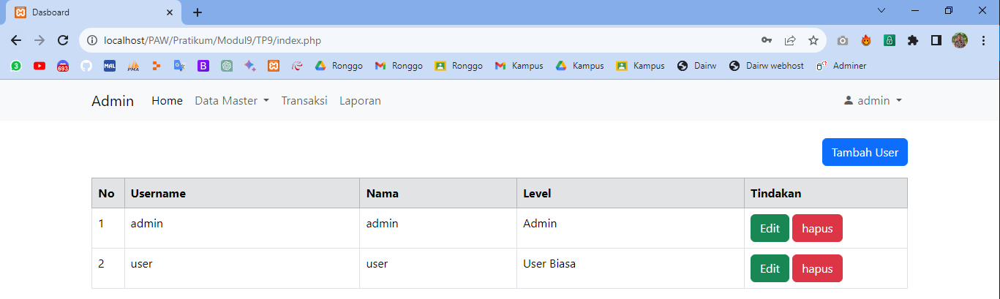 Dasboard
localhost/PAW/Pratikum/Modul9/TP9/index.php
3 693 MAL PMA B Ronggo Ronggo Ronggo Kampus Kampus Kampus Dairw Dairw webhost Adminer
Admin Home Data Master Transaksi Laporan admin
Tambah User
No Username Nama Level Tindakan
1 admin admin Admin Edit hapus
2 user user User Biasa Edit hapus